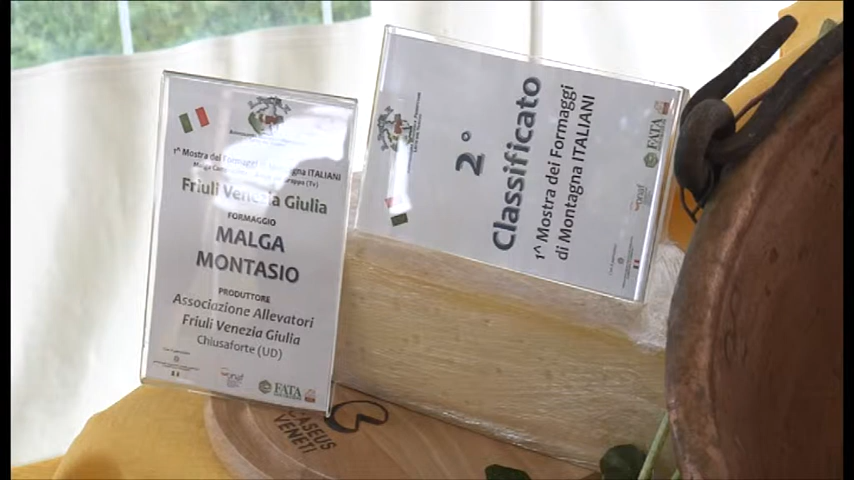 1^ Mostra dei Formaggi di Montagna ITALIANI
Friuli Venezia Giulia
FORMAGGIO
MALGA
MONTASIO
PRODUTTORE
Associazione Allevatori
Friuli Venezia Giulia
Chiusaforte (UD)
FATA
2°
Classificato
1^ Mostra dei Formaggi
di Montagna ITALIANI
FATA
CASEUS
VENETI